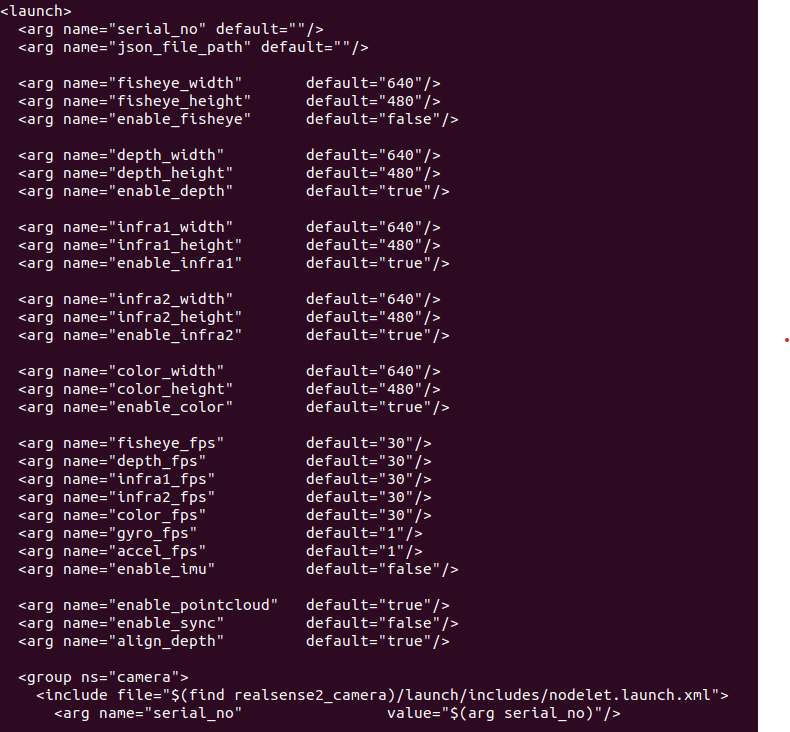 <launch>
  <arg name="serial_no" default=""/>
  <arg name="json_file_path" default=""/>

  <arg name="fisheye_width"       default="640"/>
  <arg name="fisheye_height"      default="480"/>
  <arg name="enable_fisheye"      default="false"/>

  <arg name="depth_width"         default="640"/>
  <arg name="depth_height"        default="480"/>
  <arg name="enable_depth"        default="true"/>

  <arg name="infra1_width"        default="640"/>
  <arg name="infra1_height"       default="480"/>
  <arg name="enable_infra1"       default="true"/>

  <arg name="infra2_width"        default="640"/>
  <arg name="infra2_height"       default="480"/>
  <arg name="enable_infra2"       default="true"/>

  <arg name="color_width"         default="640"/>
  <arg name="color_height"        default="480"/>
  <arg name="enable_color"        default="true"/>

  <arg name="fisheye_fps"         default="30"/>
  <arg name="depth_fps"           default="30"/>
  <arg name="infra1_fps"          default="30"/>
  <arg name="infra2_fps"          default="30"/>
  <arg name="color_fps"           default="30"/>
  <arg name="gyro_fps"            default="1"/>
  <arg name="accel_fps"           default="1"/>
  <arg name="enable_imu"          default="false"/>

  <arg name="enable_pointcloud"   default="true"/>
  <arg name="enable_sync"         default="false"/>
  <arg name="align_depth"         default="true"/>

  <group ns="camera">
    <include file="$(find realsense2_camera)/launch/includes/nodelet.launch.xml">
      <arg name="serial_no"                value="$(arg serial_no)"/>